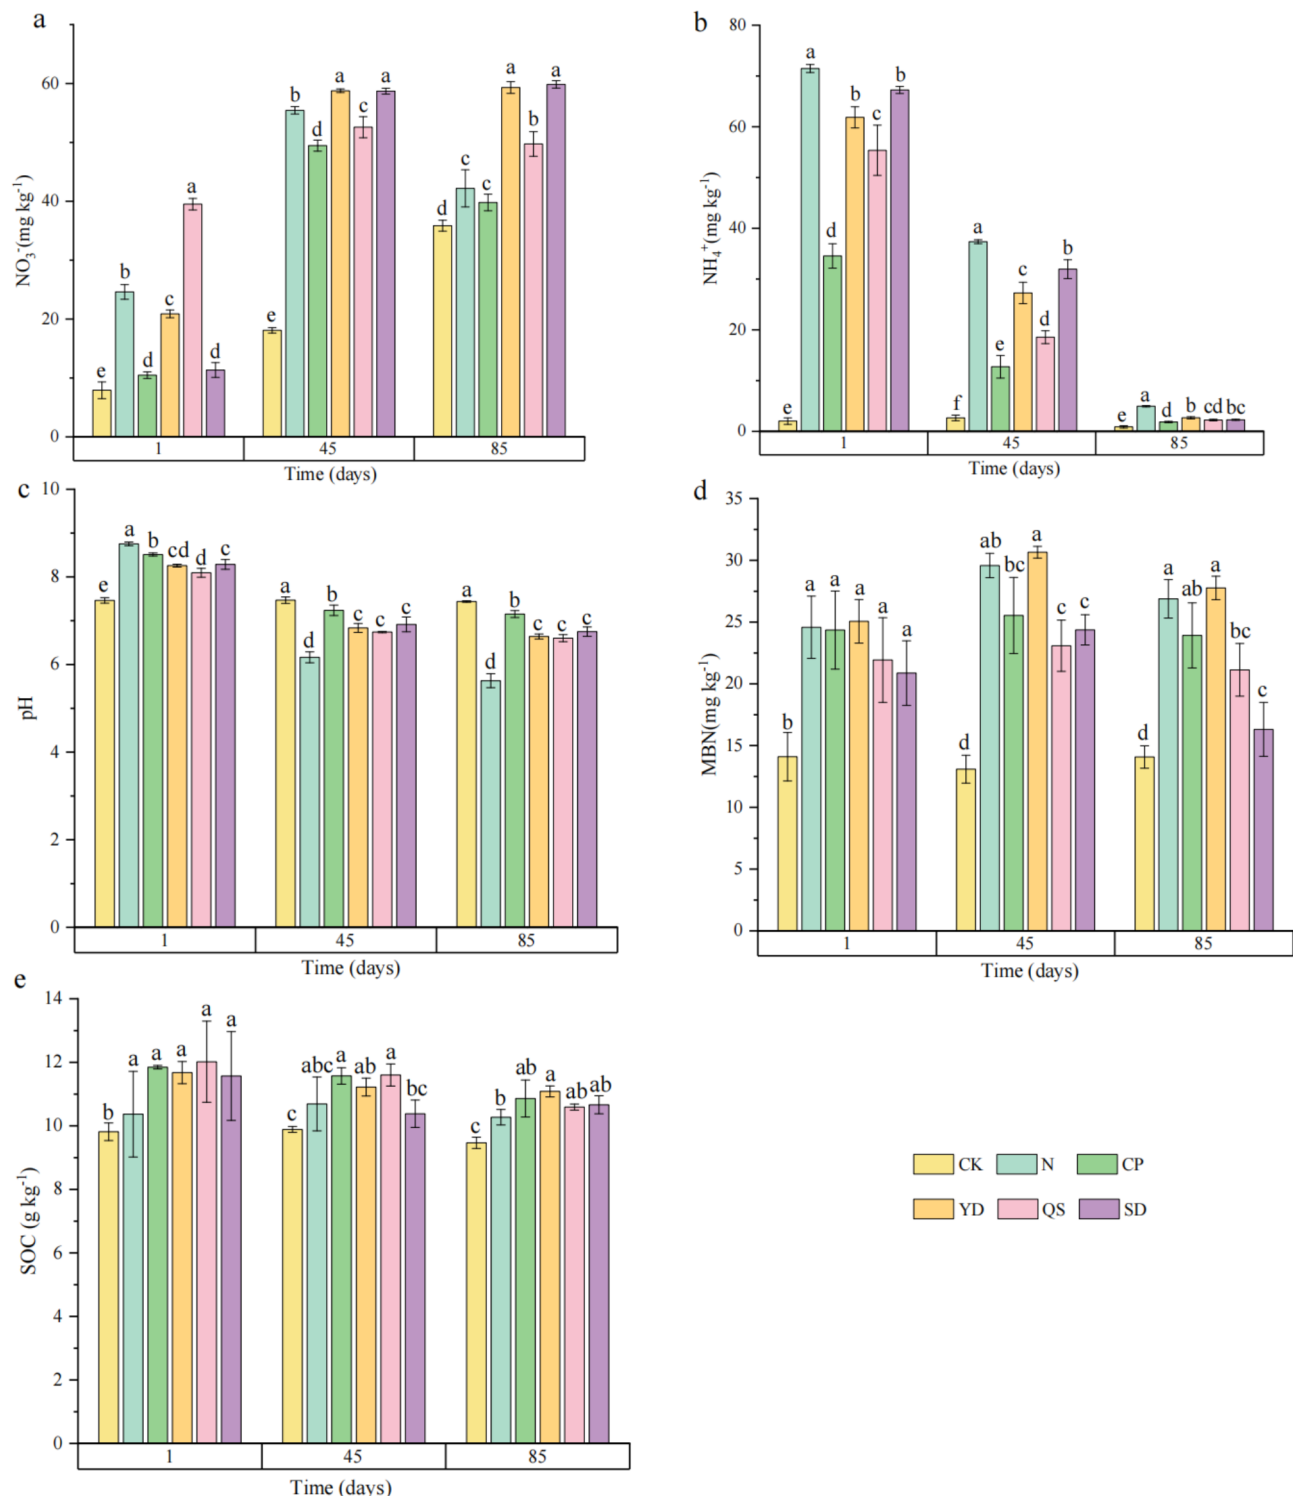 a
NO3-(mg kg-1)
60
40
20
0
e b d c a d
e b d a c a
d c c a b a
1 45 85
Time (days)
b
NH4+(mg kg-1)
80
60
40
20
0
e a d b c b
f a e c d b
e a d b cd bc
1 45 85
Time (days)
c
pH
10
8
6
4
2
0
e a b cd d c
a d b c c c
a d b c c c
1 45 85
Time (days)
d
MBN(mg kg-1)
35
30
25
20
15
10
5
0
b a a a a a
d ab bc a c c
d a ab a bc c
1 45 85
Time (days)
e
SOC (g kg-1)
14
12
10
8
6
4
2
0
b a a a a a
c abc a ab a bc
c b ab a ab ab
1 45 85
Time (days)
CK N CP
YD QS SD